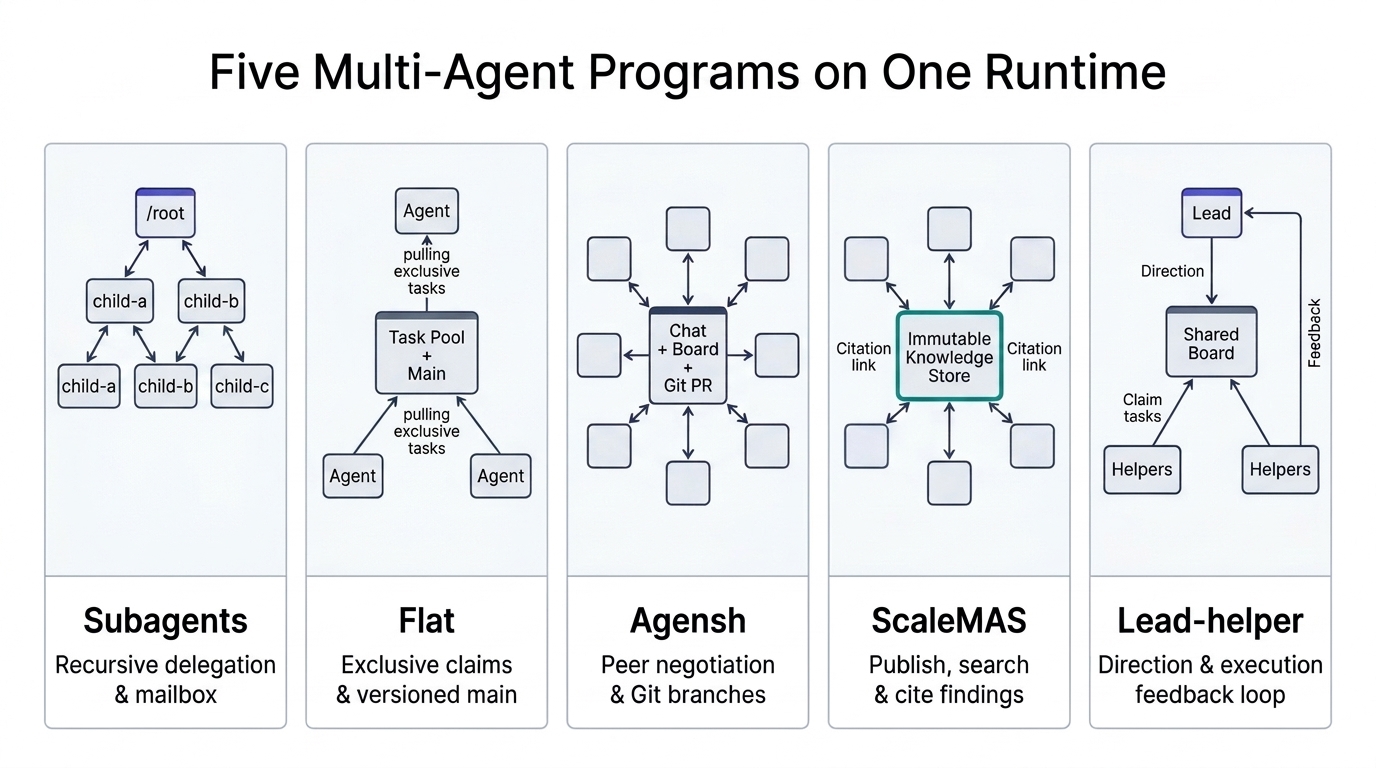 Five Multi-Agent Programs on One Runtime
/root
child-a
child-b
child-a
child-b
child-c
Subagents
Recursive delegation
& mailbox
Agent
pulling
exclusive
tasks
Task Pool
+
Main
pulling
exclusive
tasks
Agent
Agent
Flat
Exclusive claims
& versioned main
Chat
+ Board
+
Git PR
Agensh
Peer negotiation
& Git branches
Citation
link
Immutable
Knowledge
Store
Citation
link
ScaleMAS
Publish, search
& cite findings
Lead
Direction
Shared
Board
Feedback
Claim
tasks
Helpers
Helpers
Lead-helper
Direction & execution
feedback loop